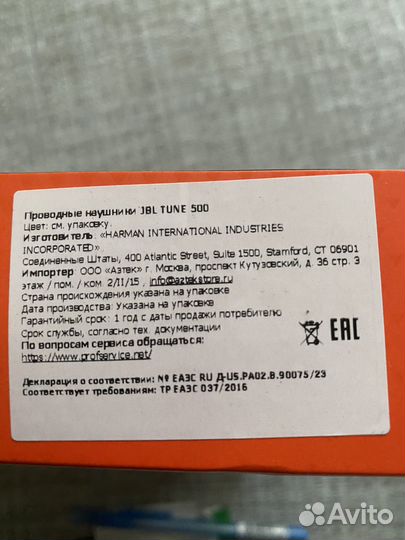 Проводные наушники JBL TUNE 500
Цвет: см. упаковку.
Изготовитель: «HARMAN INTERNATIONAL INDUSTRIES
INCORPORATED».
Соединенные Штаты, 400 Atlantic Street, Suite 1500, Stamford, CT 06901
Импортер: ООО «Азтек» г. Москва, проспект Кутузовский, д. 36 стр. 3
этаж / пом. / ком. 2/II/15 , info@aztekstore.ru
Страна происхождения указана на упаковке
Дата производства: Указана на упаковке
Гарантийный срок: 1 год с даты продажи потребителю
Срок службы, согласно тех. документации
По вопросам сервиса обращаться:
https://www.profservice.net/
EAC
Декларация о соответствии: № ЕАЭС RU Д-US.РА02.В.90075/23
Соответствует требованиям: ТР ЕАЭС 037/2016
Avito